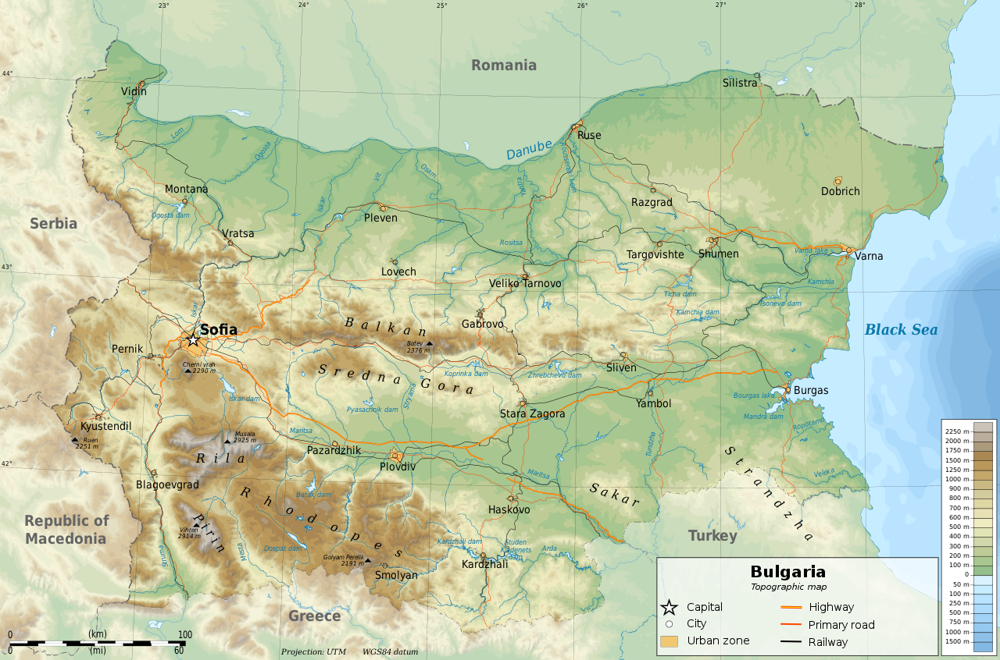 23°
24°
25°
26°
27°
28°
44°
43°
42°
Romania
Serbia
Republic of
Macedonia
Greece
Turkey
Black Sea
Danube
Vidin
Silistra
Ruse
Dobrich
Montana
Razgrad
Pleven
Vratsa
Targovishte
Shumen
Varna
Lovech
Veliko Tarnovo
Gabrovo
Sofia
Pernik
Sliven
Burgas
Yambol
Stara Zagora
Kyustendil
Pazardzhik
Plovdiv
Blagoevgrad
Haskovo
Kardzhali
Smolyan
Balkan
Sredna Gora
Rila
Pirin
Rhodopes
Sakar
Strandzha
Botev
2376 m
Cherni vrah
2290 m
Musala
2925 m
Ruen
2251 m
Vihren
2914 m
Golyam Perelik
2191 m
Lom
Ogosta
Ogosta dam
Iskar
Vit
Osam
Yantra
Roussenski Lom
Rositsa
Varna lake
Kamchia
Ticha dam
Kamchia dam
Tsonevo dam
Iskar
Koprinka dam
Zhrebchevo dam
Iskar dam
Pyasachnik dam
Stryama
Maritsa
Maritsa
Tundzha
Bourgas lake
Mandra dam
Ropotamo
Veleka
Batak dam
Dospat dam
Mesta
Struma
Kardzhali dam
Studen
Kladenets
dam
Arda
Bulgaria
Topographic map
Capital
City
Urban zone
Highway
Primary road
Railway
2250 m
2000 m
1750 m
1500 m
1250 m
1000 m
900 m
800 m
700 m
600 m
500 m
400 m
300 m
200 m
100 m
0
50 m
100 m
250 m
500 m
750 m
1000 m
1500 m
0 (km) 100
0 (mi) 60
Projection: UTM WGS84 datum